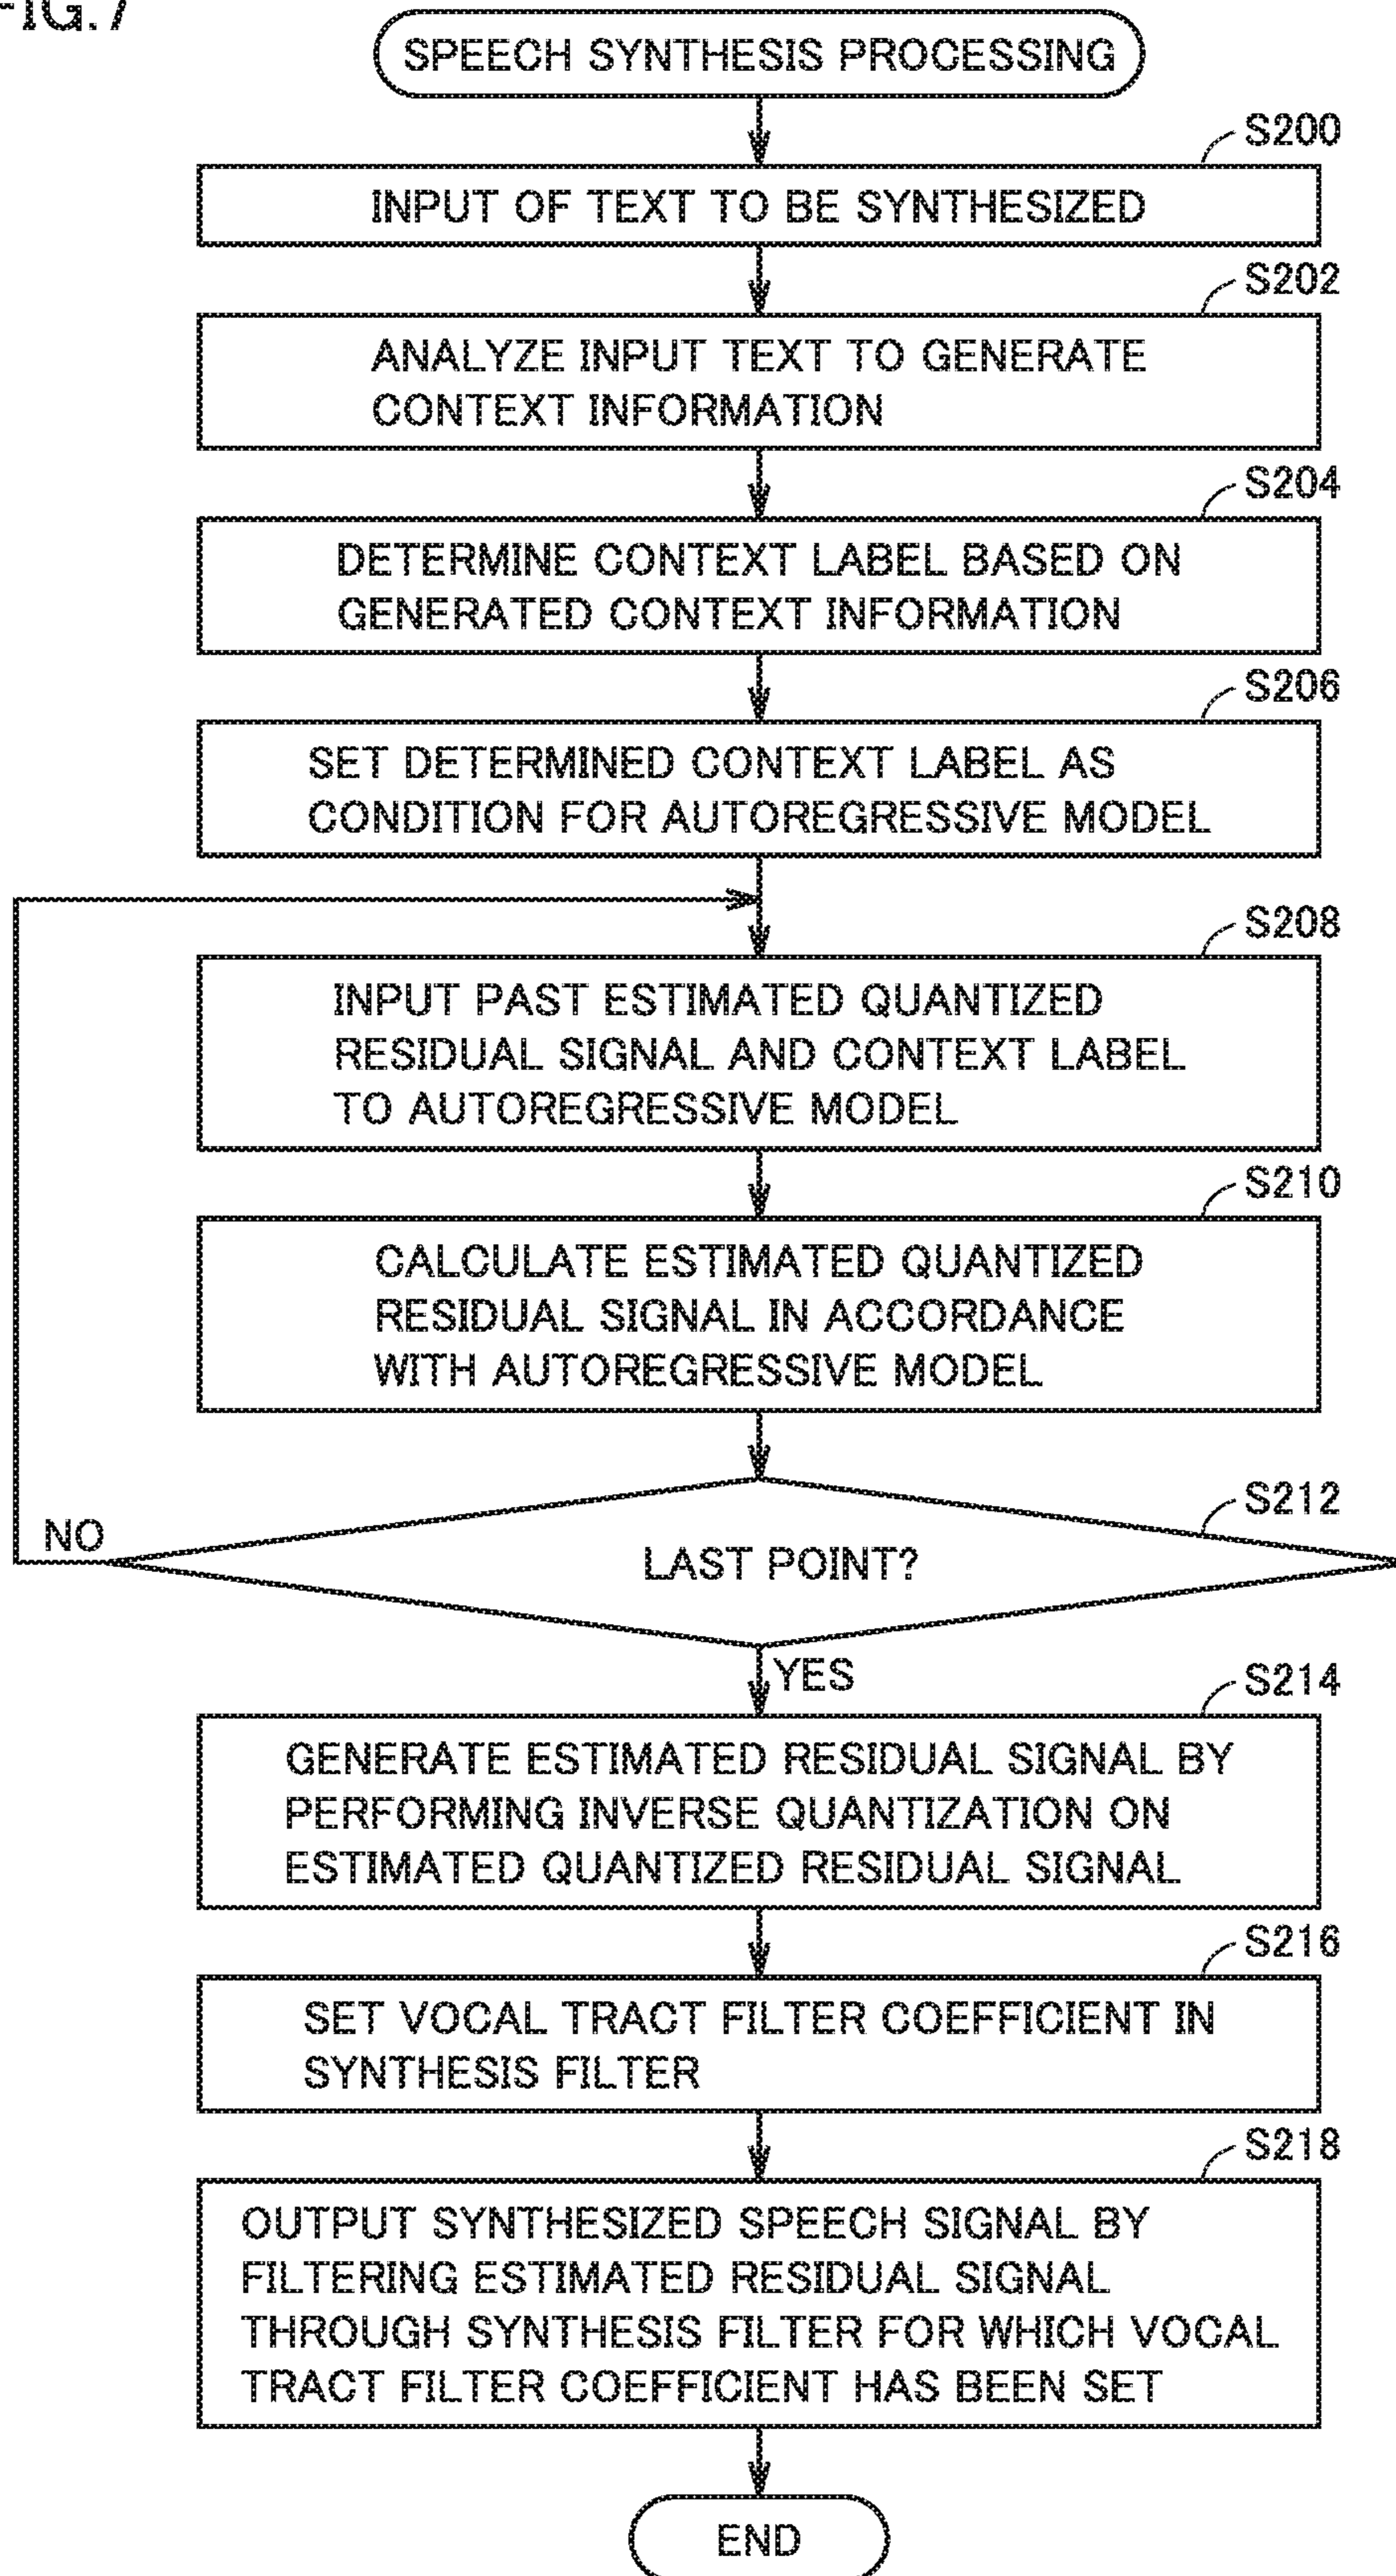 FIG.7
SPEECH SYNTHESIS PROCESSING
S200
INPUT OF TEXT TO BE SYNTHESIZED
S202
ANALYZE INPUT TEXT TO GENERATE
CONTEXT INFORMATION
S204
DETERMINE CONTEXT LABEL BASED ON
GENERATED CONTEXT INFORMATION
S206
SET DETERMINED CONTEXT LABEL AS
CONDITION FOR AUTOREGRESSIVE MODEL
S208
INPUT PAST ESTIMATED QUANTIZED
RESIDUAL SIGNAL AND CONTEXT LABEL
TO AUTOREGRESSIVE MODEL
S210
CALCULATE ESTIMATED QUANTIZED
RESIDUAL SIGNAL IN ACCORDANCE
WITH AUTOREGRESSIVE MODEL
S212
NO
LAST POINT?
YES
S214
GENERATE ESTIMATED RESIDUAL SIGNAL BY
PERFORMING INVERSE QUANTIZATION ON
ESTIMATED QUANTIZED RESIDUAL SIGNAL
S216
SET VOCAL TRACT FILTER COEFFICIENT IN
SYNTHESIS FILTER
S218
OUTPUT SYNTHESIZED SPEECH SIGNAL BY
FILTERING ESTIMATED RESIDUAL SIGNAL
THROUGH SYNTHESIS FILTER FOR WHICH VOCAL
TRACT FILTER COEFFICIENT HAS BEEN SET
END